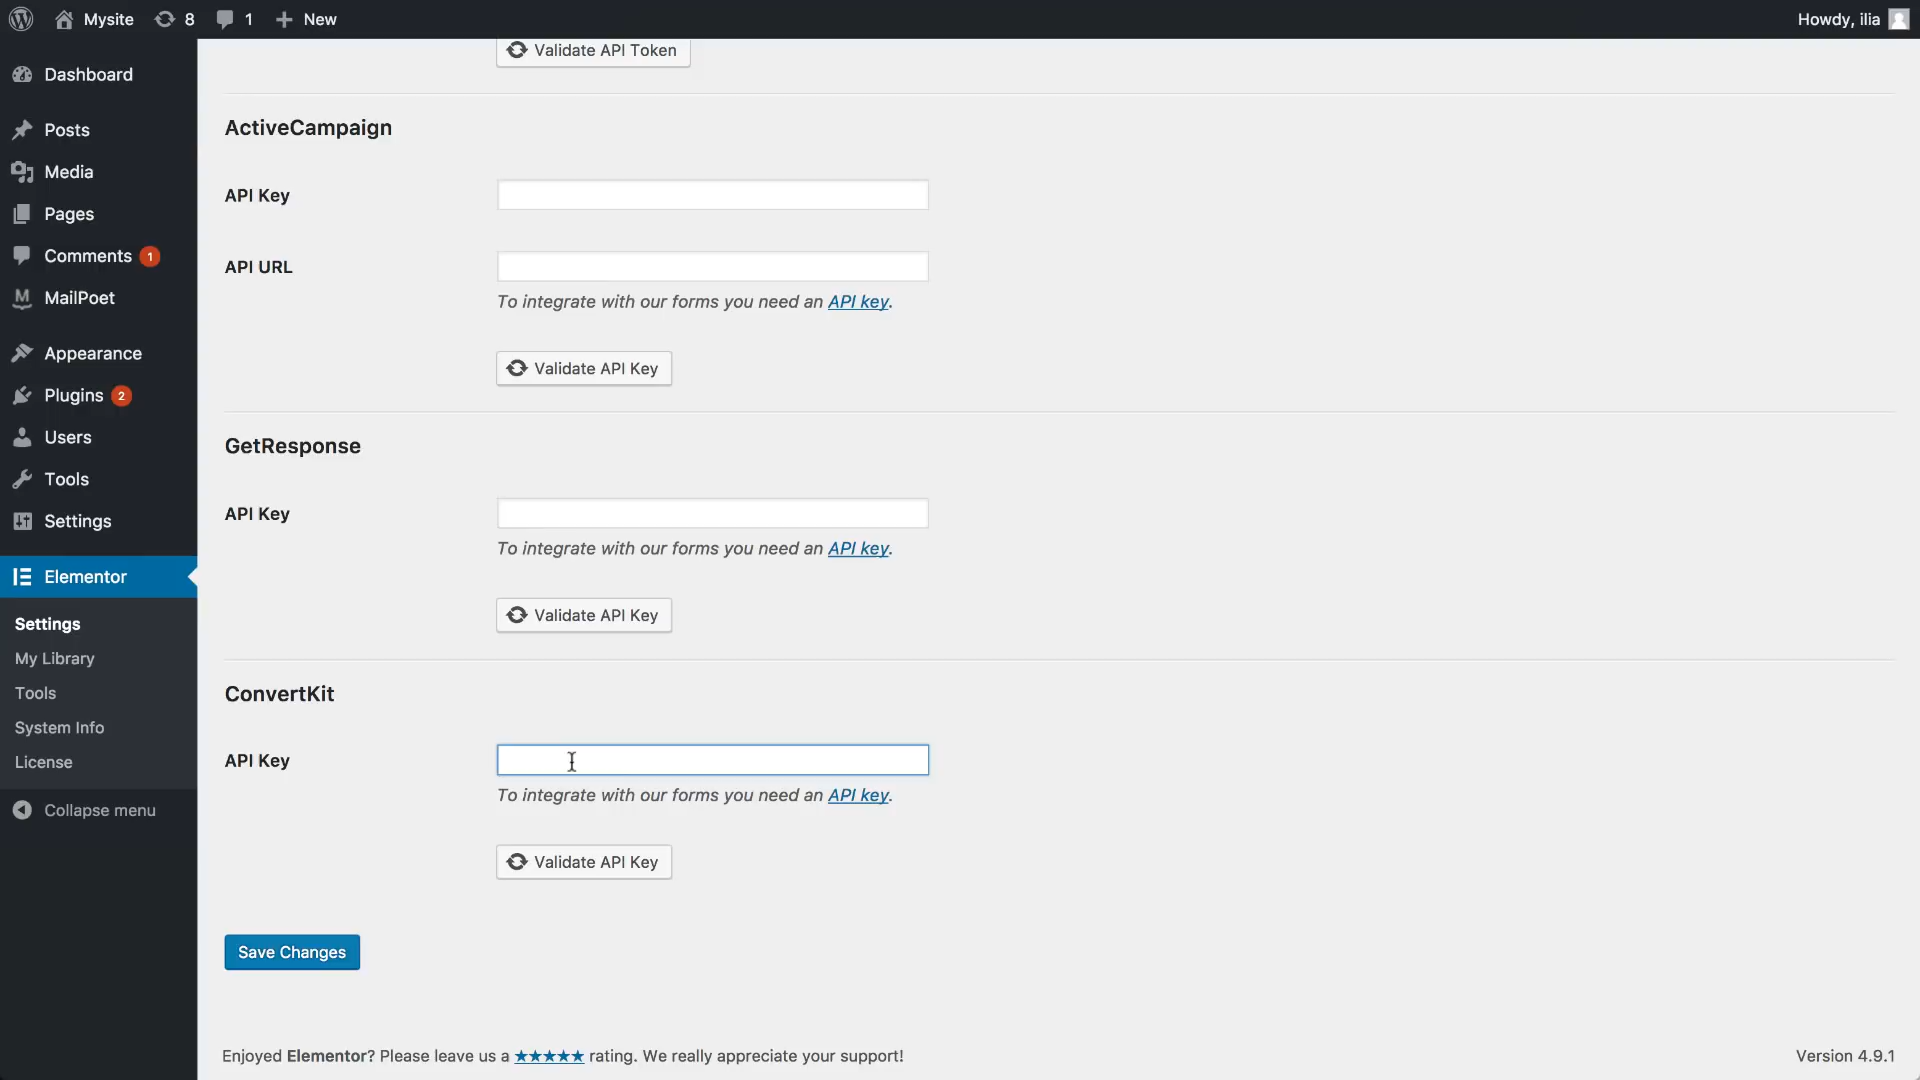 Mysite 8 1 New Howdy, ilia
Dashboard
Posts
Media
Pages
Comments 1
MailPoet
Appearance
Plugins 2
Users
Tools
Settings
Elementor
Settings
My Library
Tools
System Info
License
Collapse menu
Validate API Token
ActiveCampaign
API Key
API URL
To integrate with our forms you need an API key.
Validate API Key
GetResponse
API Key
To integrate with our forms you need an API key.
Validate API Key
ConvertKit
API Key
To integrate with our forms you need an API key.
Validate API Key
Save Changes
Enjoyed Elementor? Please leave us a ★★★★★ rating. We really appreciate your support!
Version 4.9.1